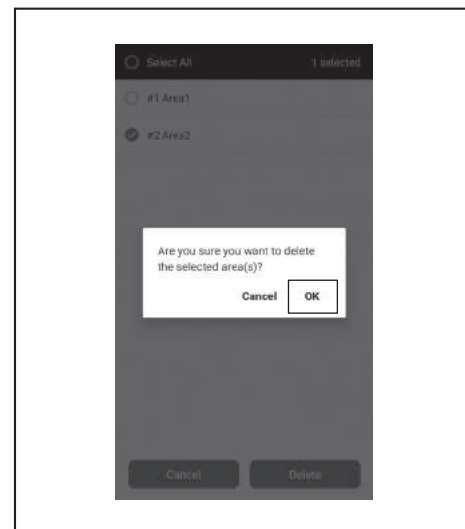 Select All 1 selected
#1 Area1
#2 Area2
Are you sure you want to delete
the selected area(s)?
Cancel OK
Cancel Delete